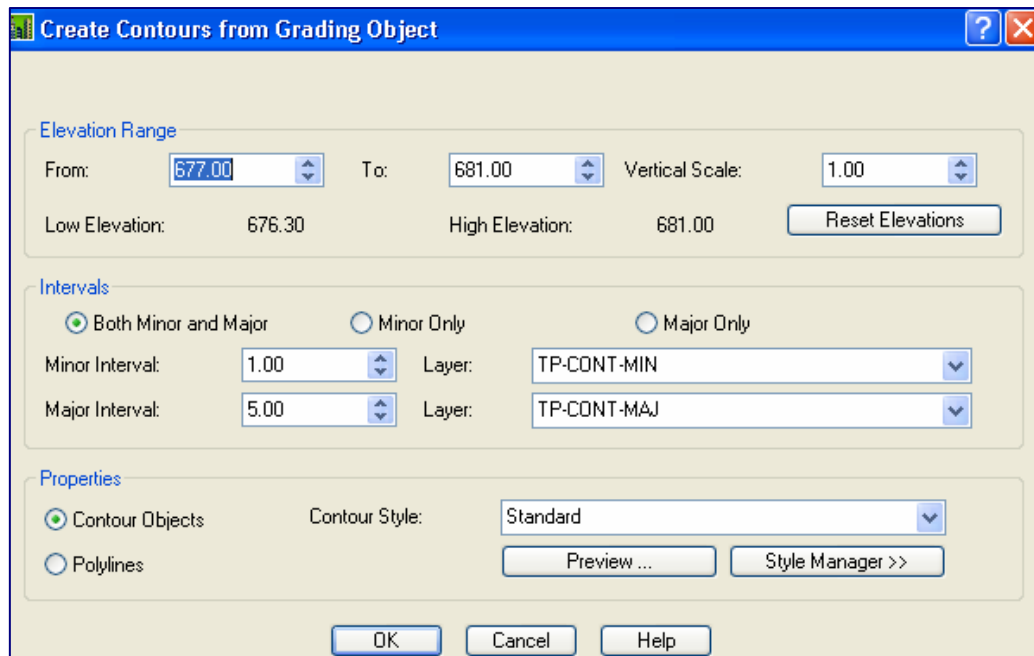 Create Contours from Grading Object
Elevation Range
From: 677.00 To: 681.00 Vertical Scale: 1.00
Low Elevation: 676.30 High Elevation: 681.00 Reset Elevations
Intervals
Both Minor and Major Minor Only Major Only
Minor Interval: 1.00 Layer: TP-CONT-MIN
Major Interval: 5.00 Layer: TP-CONT-MAJ
Properties
Contour Objects Contour Style: Standard
Polylines Preview ... Style Manager >>
OK Cancel Help